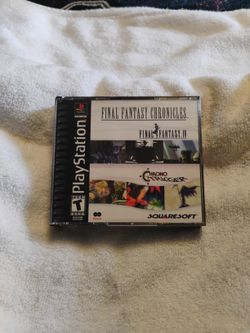 PlayStation
FINAL FANTASY CHRONICLES
FINAL FANTASY IV
CHRONO
TRIGGER
SQUARESOFT
T